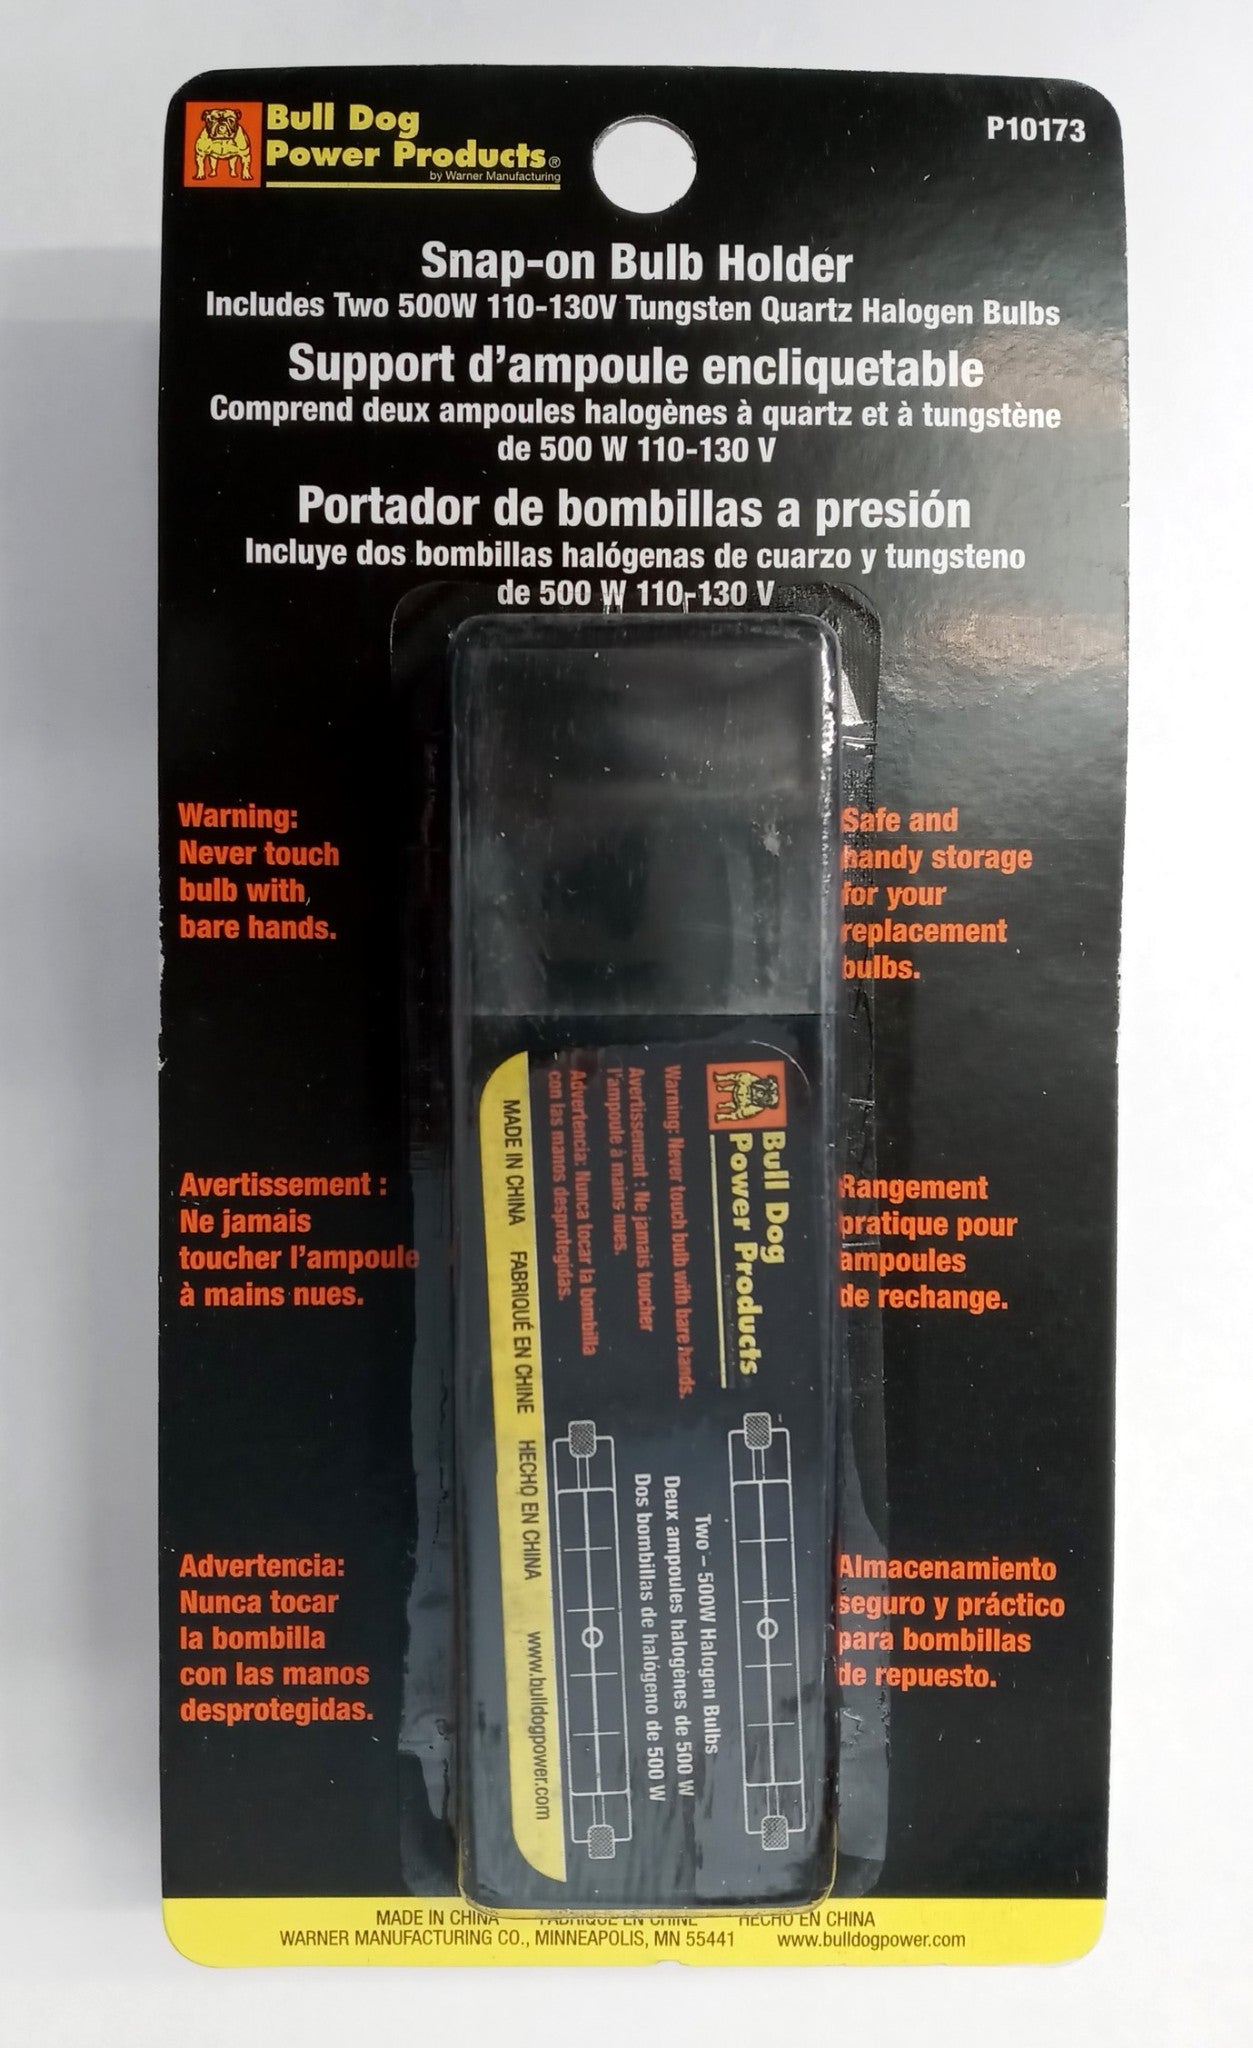 Bull Dog
Power Products®
by Warner Manufacturing
P10173
Snap-on Bulb Holder
Includes Two 500W 110-130V Tungsten Quartz Halogen Bulbs
Support d'ampoule encliquetable
Comprend deux ampoules halogènes à quartz et à tungstène
de 500 W 110-130 V
Portador de bombillas a presión
Incluye dos bombillas halógenas de cuarzo y tungsteno
de 500 W 110-130 V
Warning:
Never touch
bulb with
bare hands.
Safe and
handy storage
for your
replacement
bulbs.
Avertissement :
Ne jamais
toucher l'ampoule
à mains nues.
Rangement
pratique pour
ampoules
de rechange.
Advertencia:
Nunca tocar
la bombilla
con las manos
desprotegidas.
Almacenamiento
seguro y práctico
para bombillas
de repuesto.
Bull Dog
Power Products
Warning: Never touch bulb with bare hands.
Avertissement : Ne jamais toucher
l'ampoule à mains nues.
Advertencia: Nunca tocar la bombilla
con las manos desprotegidas.
Two - 500W Halogen Bulbs
Deux ampoules halogènes de 500 W
Dos bombillas de halógeno de 500 W
MADE IN CHINA FABRIQUÉ EN CHINE HECHO EN CHINA www.bulldogpower.com
MADE IN CHINA FABRIQUÉ EN CHINE HECHO EN CHINA
WARNER MANUFACTURING CO., MINNEAPOLIS, MN 55441 www.bulldogpower.com